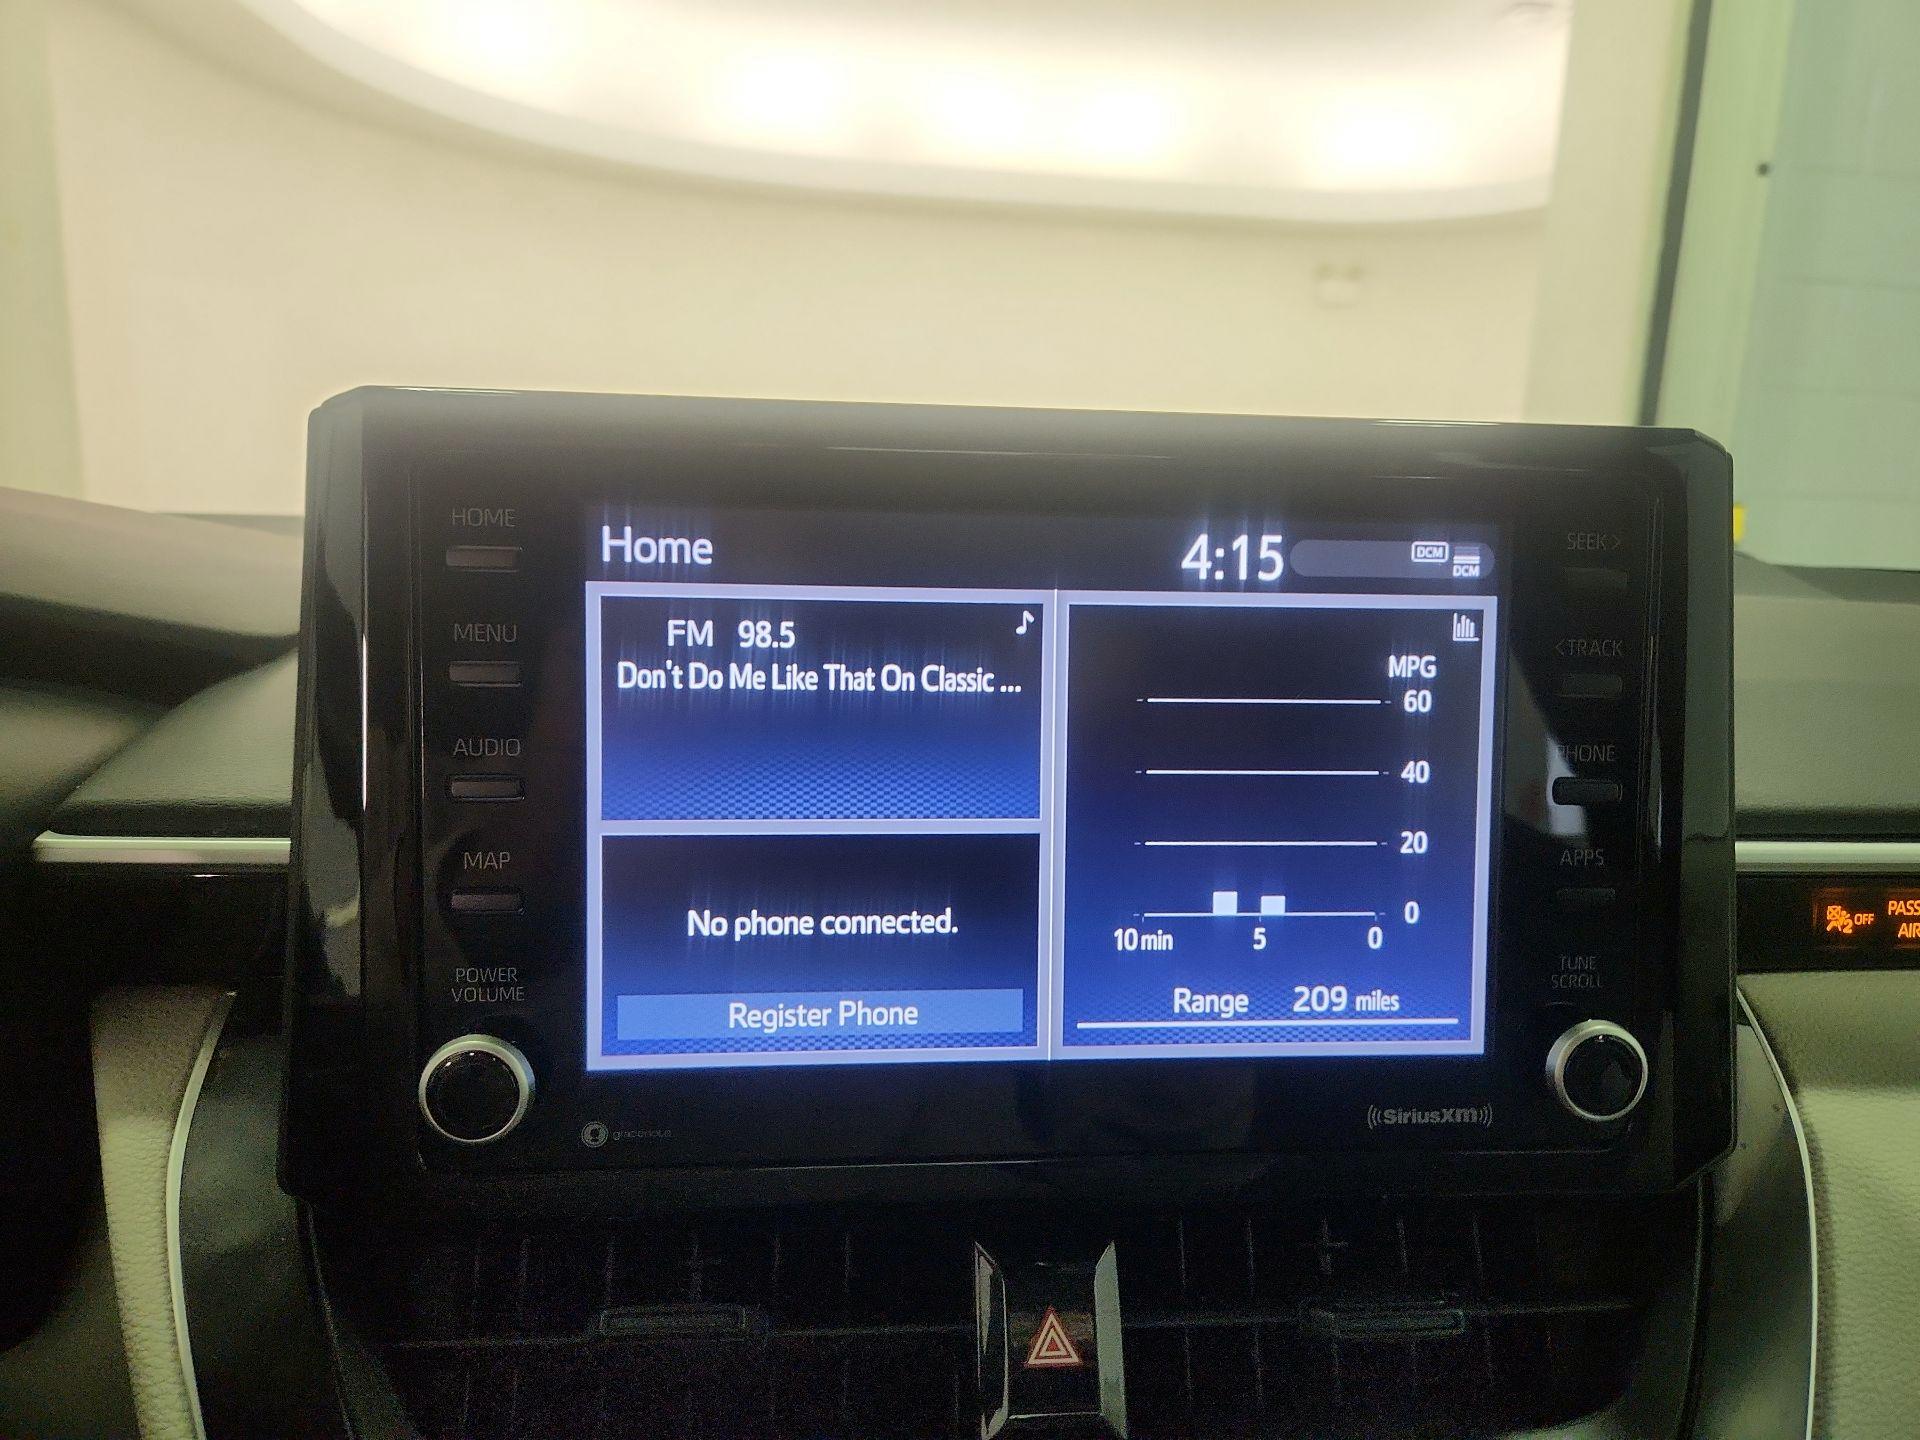 HOME
MENU
AUDIO
MAP
POWER
VOLUME
Home
4:15
DCM
DCM
FM 98.5
Don't Do Me Like That On Classic ...
No phone connected.
Register Phone
MPG
60
40
20
0
10 min 5 0
Range 209 miles
SEEK >
< TRACK
PHONE
APPS
TUNE
SCROLL
gracenote
((SiriusXM))
2 OFF
PASS
AIR